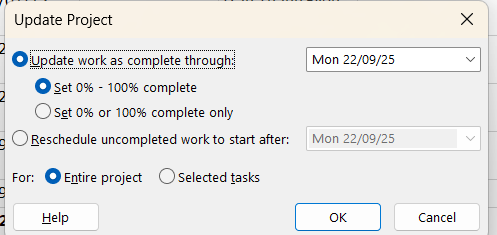 Update Project
Update work as complete through: Mon 22/09/25
Set 0% - 100% complete
Set 0% or 100% complete only
Reschedule uncompleted work to start after: Mon 22/09/25
For: Entire project Selected tasks
Help OK Cancel